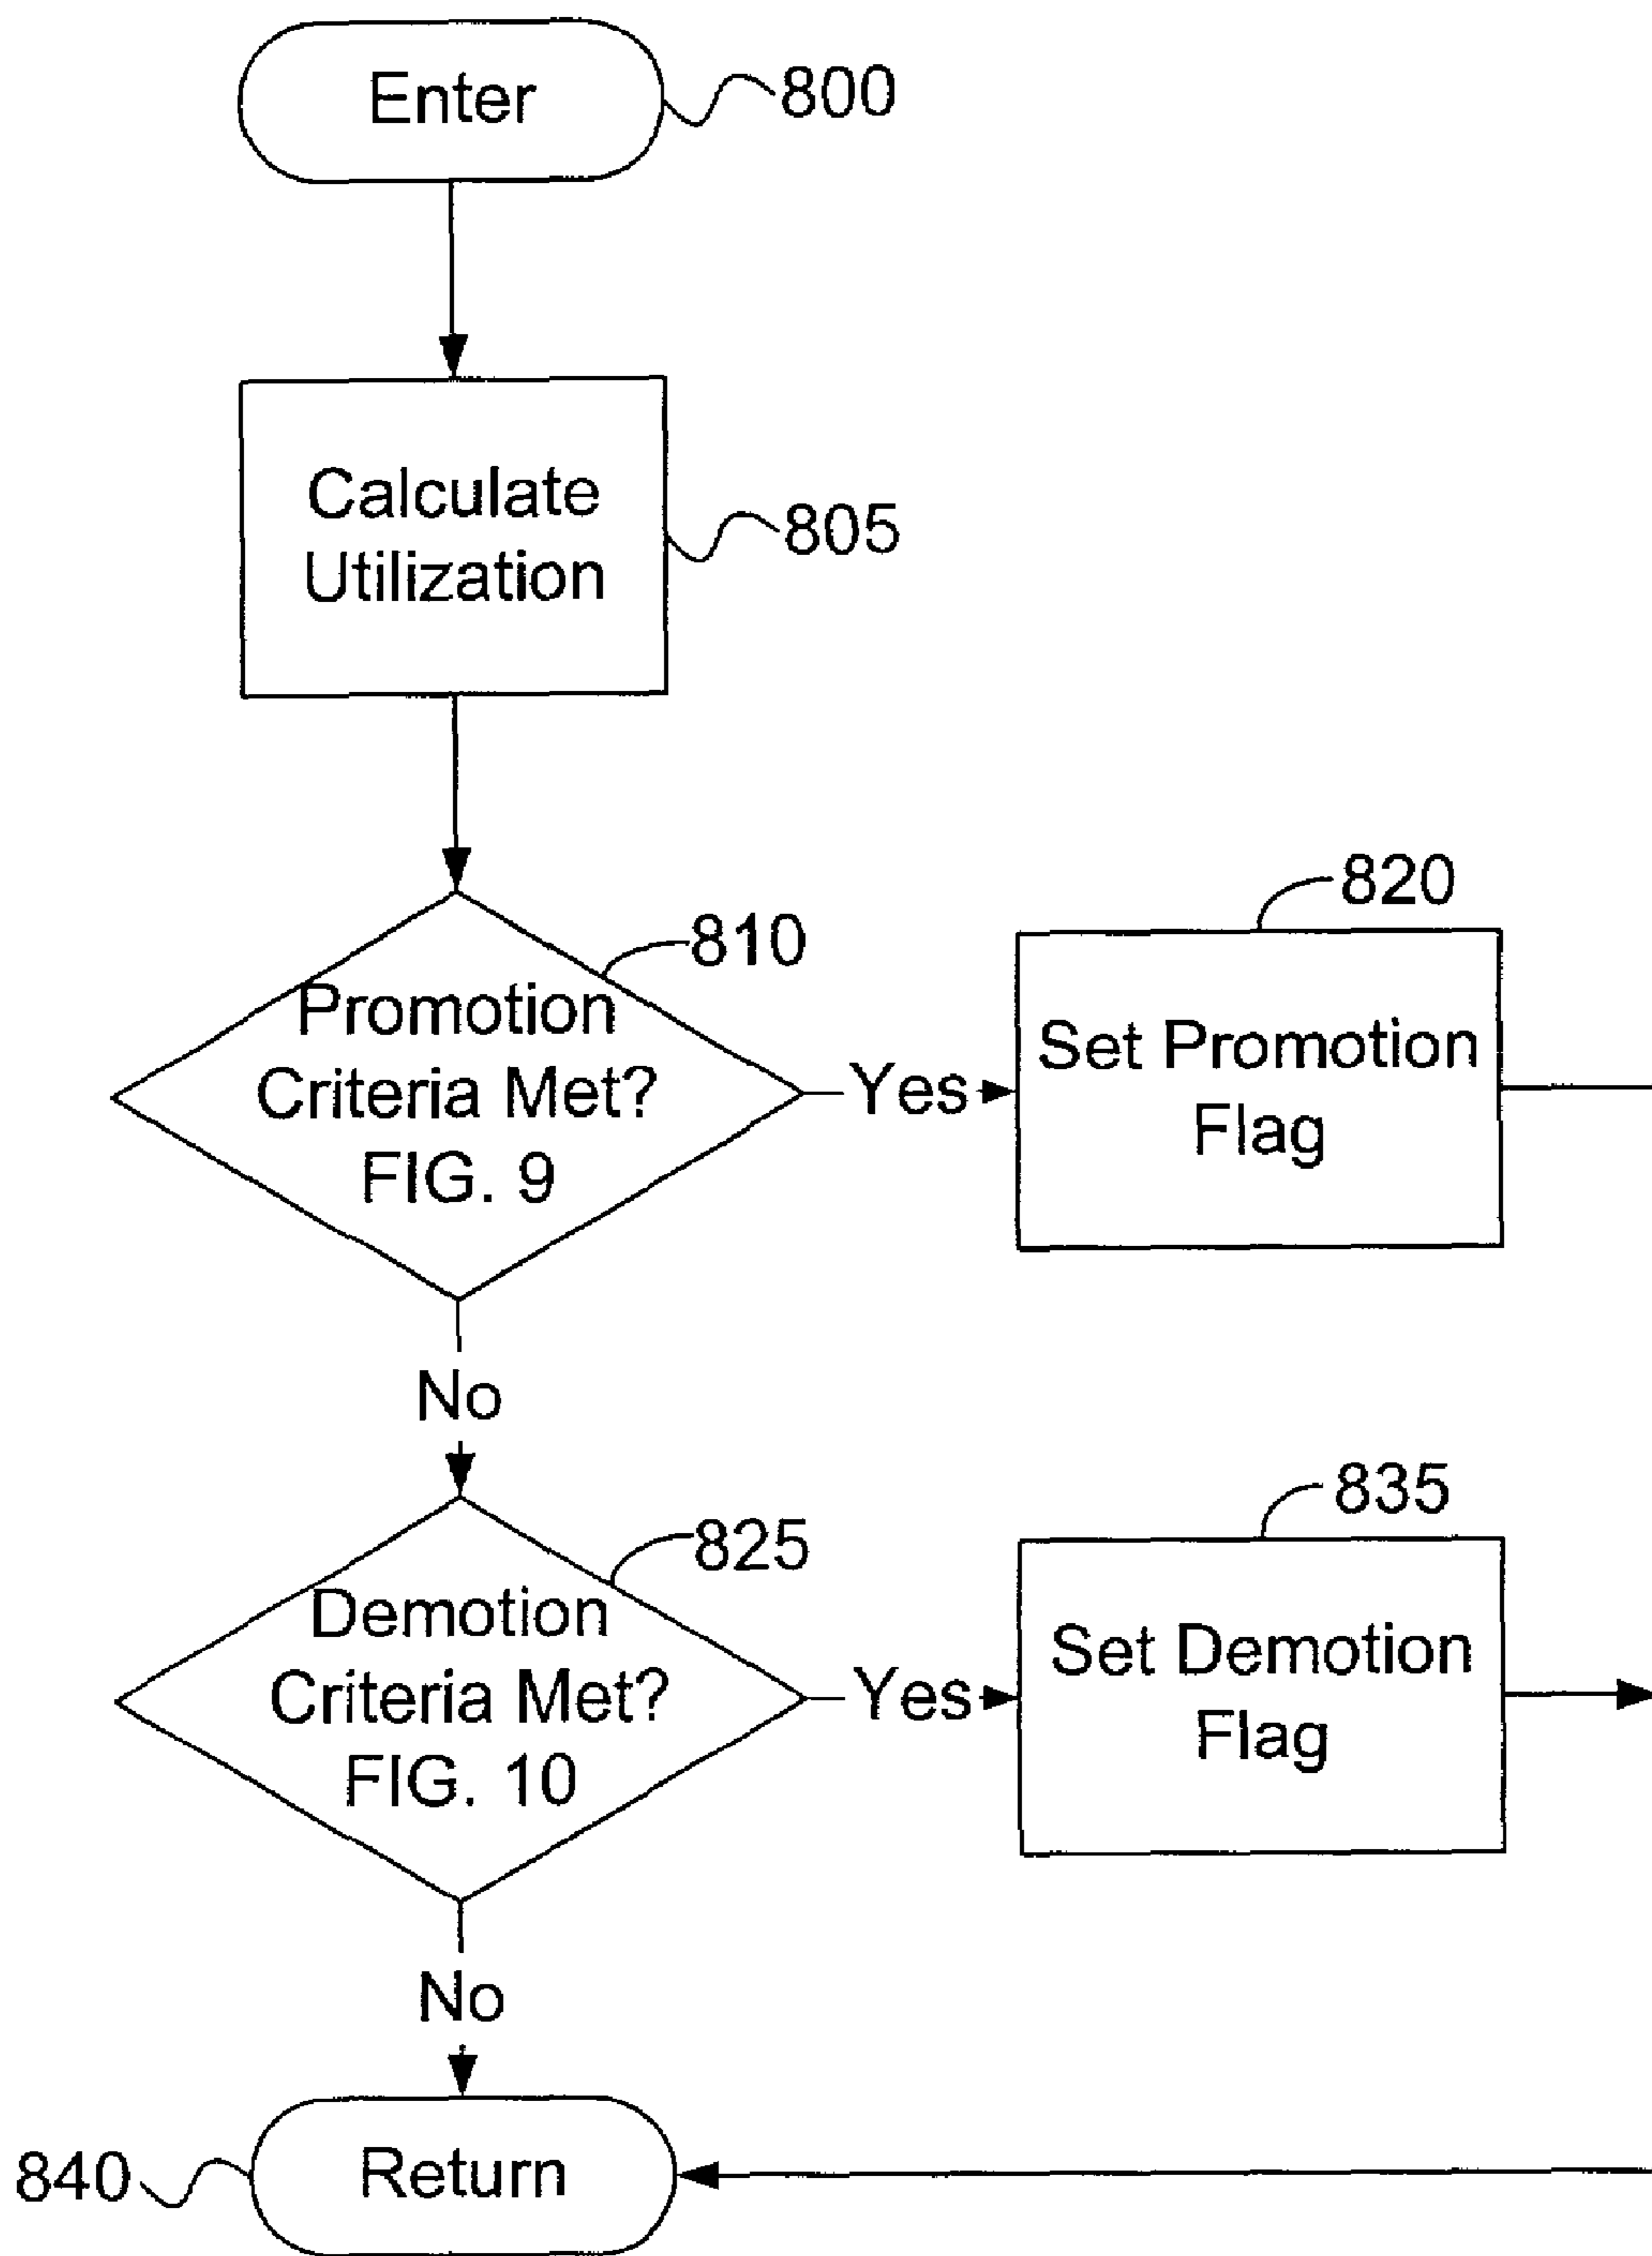 Enter
800
Calculate
Utilization
805
810
Promotion
Criteria Met?
FIG. 9
Yes
820
Set Promotion
Flag
No
825
Demotion
Criteria Met?
FIG. 10
Yes
835
Set Demotion
Flag
No
840
Return